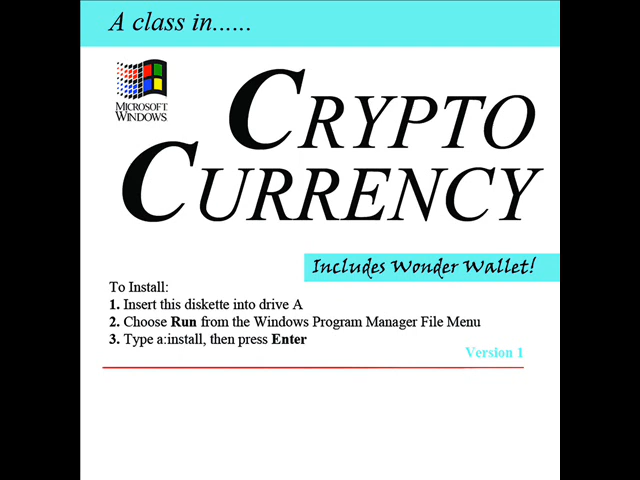 A class in......
MICROSOFT.
WINDOWS.
CRYPTO
CURRENCY
Includes Wonder Wallet!
To Install:
1. Insert this diskette into drive A
2. Choose Run from the Windows Program Manager File Menu
3. Type a:install, then press Enter
Version 1